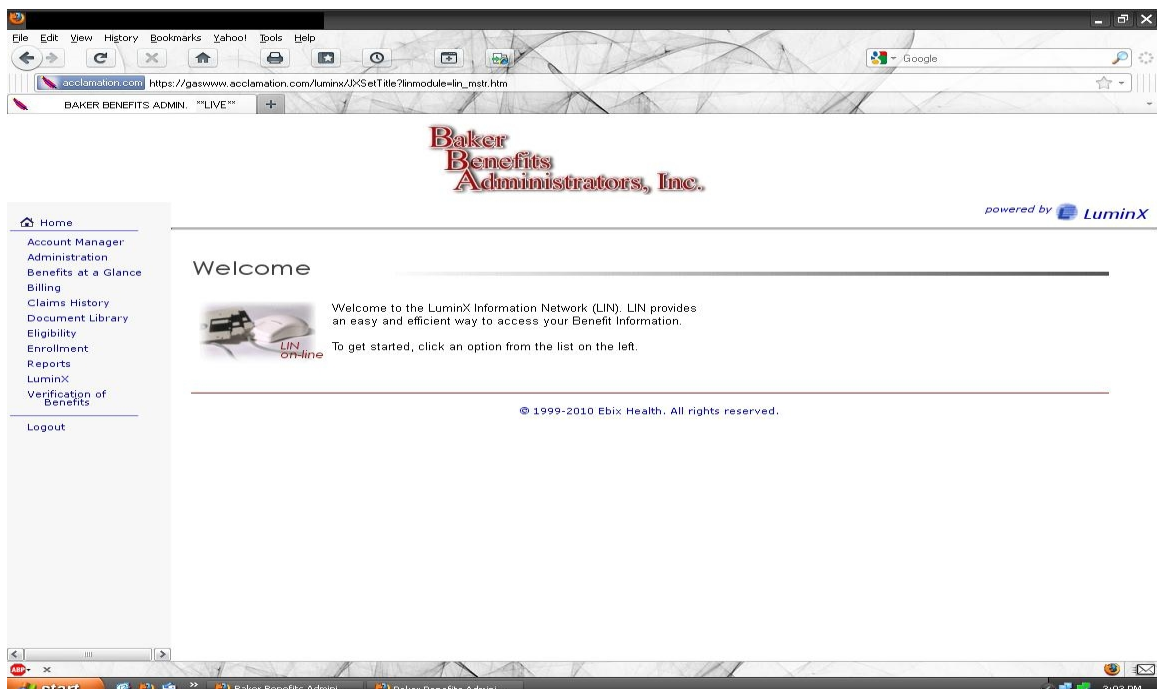 File Edit View History Bookmarks Yahoo! Tools Help
Google
acclamation.com https://gaswww.acclamation.com/luminx/JXSetTitle?linmodule=lin_mstr.htm
BAKER BENEFITS ADMIN. **LIVE**
Baker
Benefits
Administrators, Inc.
powered by LuminX
Home
Account Manager
Administration
Benefits at a Glance
Billing
Claims History
Document Library
Eligibility
Enrollment
Reports
LuminX
Verification of
Benefits
Logout
Welcome
LIN
on-line
Welcome to the LuminX Information Network (LIN). LIN provides
an easy and efficient way to access your Benefit Information.
To get started, click an option from the list on the left.
© 1999-2010 Ebix Health. All rights reserved.
ABP
start Baker Benefits Admini... Baker Benefits Admini... 3:03 PM